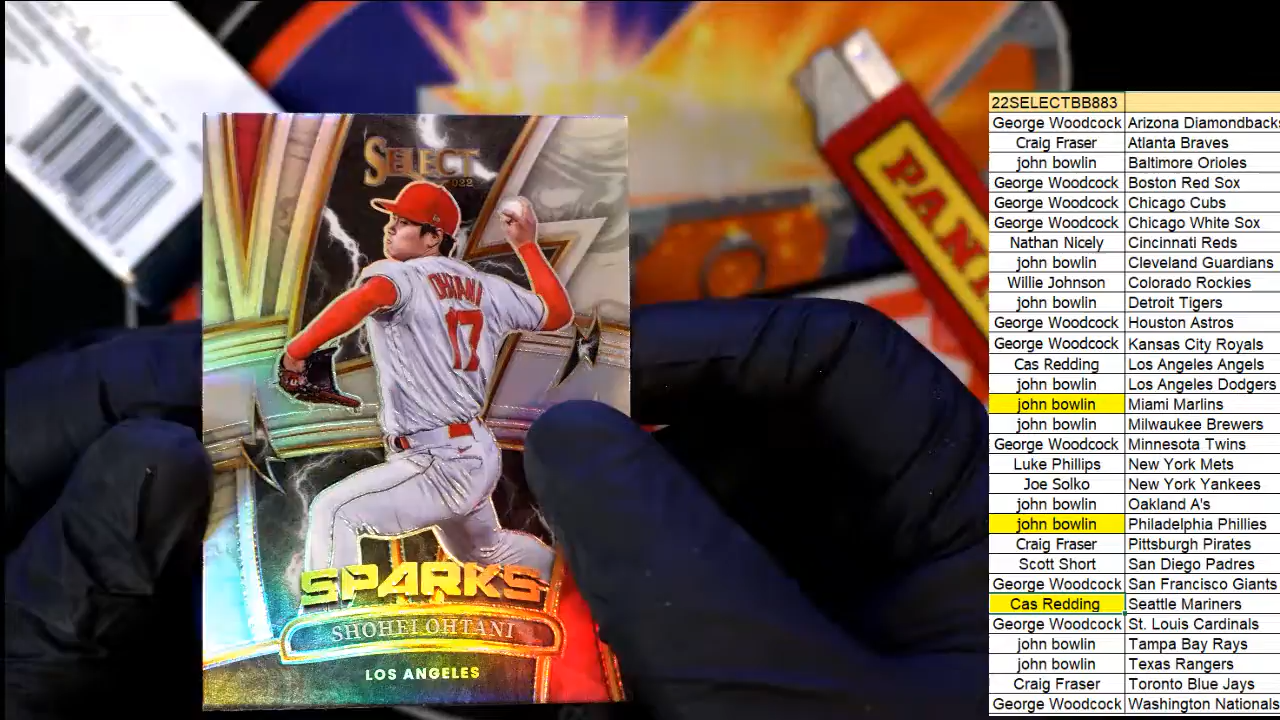 SELECT
2022
OHTANI
17
SPARKS
SHOHEI OHTANI
LOS ANGELES
PANI
22SELECTBB883
George Woodcock Arizona Diamondbacks
Craig Fraser Atlanta Braves
john bowlin Baltimore Orioles
George Woodcock Boston Red Sox
George Woodcock Chicago Cubs
George Woodcock Chicago White Sox
Nathan Nicely Cincinnati Reds
john bowlin Cleveland Guardians
Willie Johnson Colorado Rockies
john bowlin Detroit Tigers
George Woodcock Houston Astros
George Woodcock Kansas City Royals
Cas Redding Los Angeles Angels
john bowlin Los Angeles Dodgers
john bowlin Miami Marlins
john bowlin Milwaukee Brewers
George Woodcock Minnesota Twins
Luke Phillips New York Mets
Joe Solko New York Yankees
john bowlin Oakland A's
john bowlin Philadelphia Phillies
Craig Fraser Pittsburgh Pirates
Scott Short San Diego Padres
George Woodcock San Francisco Giants
Cas Redding Seattle Mariners
George Woodcock St. Louis Cardinals
john bowlin Tampa Bay Rays
john bowlin Texas Rangers
Craig Fraser Toronto Blue Jays
George Woodcock Washington Nationals